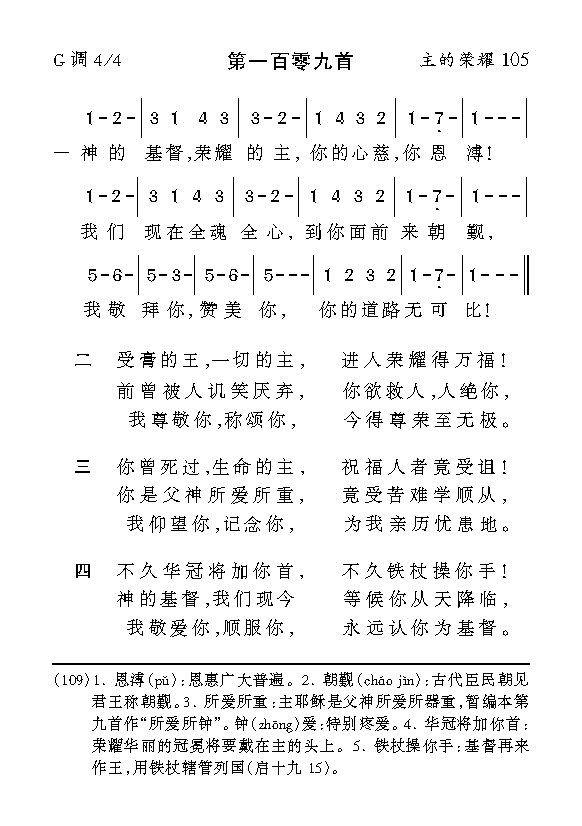 G 调 4/4 第一百零九首 主的荣耀 105
1-2-|3 1 4 3|3-2-|1 4 3 2|1-7̣-|1---|
一 神的 基督,荣耀 的主, 你的心慈,你恩 溥!
1-2-|3 1 4 3|3-2-|1 4 3 2|1-7̣-|1---|
我们 现在全魂 全心, 到你面前 来朝 觐,
5-6-|5-3-|5-6-|5---|1 2 3 2|1-7̣-|1---‖
我敬 拜你,赞美 你, 你的道路无可 比!
二 受膏的王,一切的主, 进入荣耀得万福!
前曾被人讥笑厌弃, 你欲救人,人绝你,
我尊敬你,称颂你, 今得尊荣至无极。
三 你曾死过,生命的主, 祝福人者竟受诅!
你是父神所爱所重, 竟受苦难学顺从,
我仰望你,记念你, 为我亲历忧患地。
四 不久华冠将加你首, 不久铁杖操你手!
神的基督,我们现今 等候你从天降临,
我敬爱你,顺服你, 永远认你为基督。
(109)1. 恩溥(pǔ):恩惠广大普遍。2. 朝觐(cháo jìn):古代臣民朝见
君王称朝觐。3. 所爱所重:主耶稣是父神所爱所器重,暂编本第
九首作“所爱所钟”。钟(zhōng)爱:特别疼爱。4. 华冠将加你首:
荣耀华丽的冠冕将要戴在主的头上。5. 铁杖操你手:基督再来
作王,用铁杖辖管列国(启十九 15)。